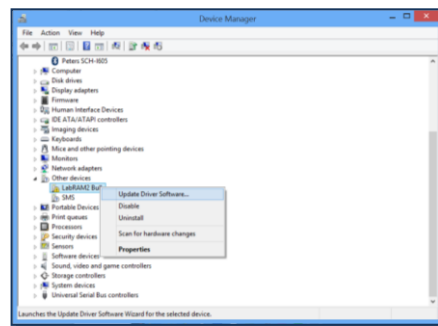 Device Manager
File Action View Help
Peters SCH-I605
Computer
Disk drives
Display adapters
Firmware
Human Interface Devices
IDE ATA/ATAPI controllers
Imaging devices
Keyboards
Mice and other pointing devices
Monitors
Network adapters
Other devices
LabRAM2 Bul
Update Driver Software...
SMS
Disable
Portable Devices
Print queues
Uninstall
Processors
Security devices
Scan for hardware changes
Sensors
Software devices
Properties
Sound, video and game controllers
Storage controllers
System devices
Universal Serial Bus controllers
Launches the Update Driver Software Wizard for the selected device.